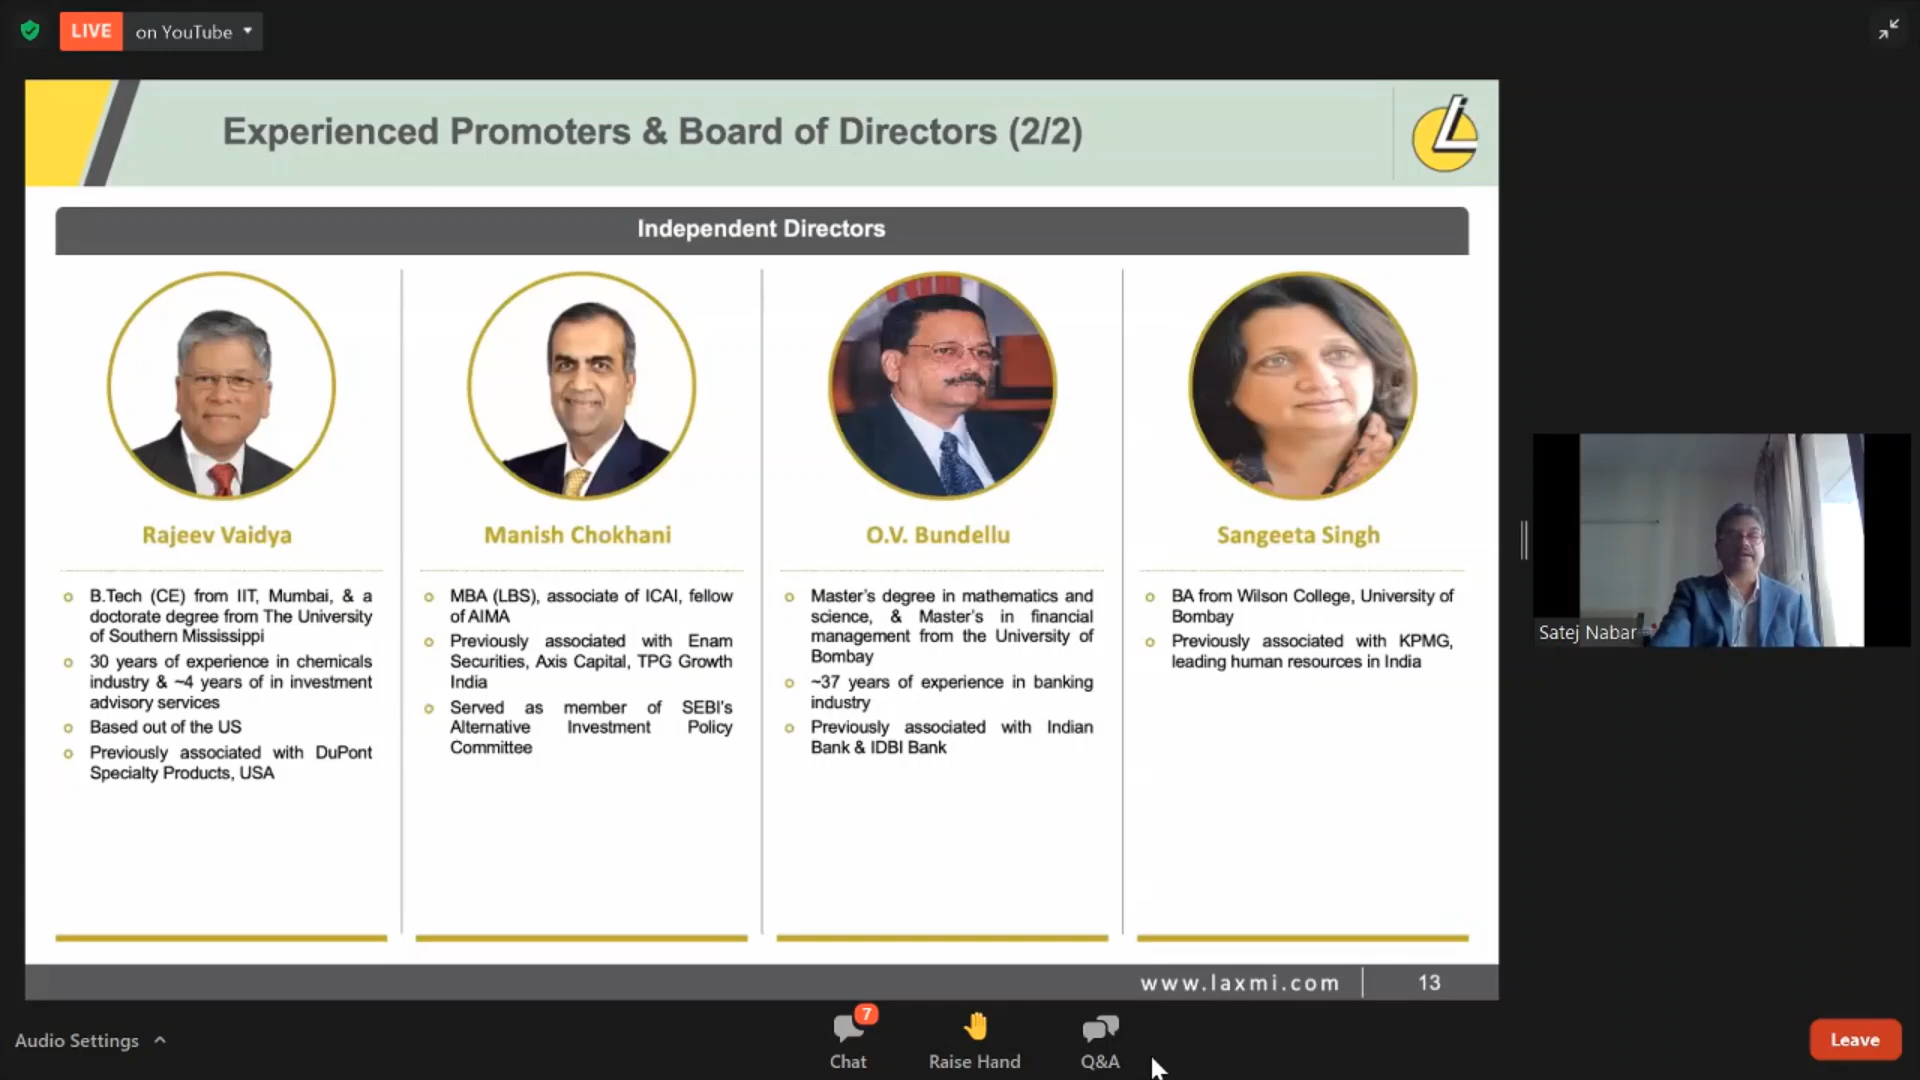 LIVE on YouTube
Experienced Promoters & Board of Directors (2/2)
Independent Directors
Rajeev Vaidya
B.Tech (CE) from IIT, Mumbai, & a
doctorate degree from The University
of Southern Mississippi
30 years of experience in chemicals
industry & ~4 years of in investment
advisory services
Based out of the US
Previously associated with DuPont
Specialty Products, USA
Manish Chokhani
MBA (LBS), associate of ICAI, fellow
of AIMA
Previously associated with Enam
Securities, Axis Capital, TPG Growth
India
Served as member of SEBI's
Alternative Investment Policy
Committee
O.V. Bundellu
Master's degree in mathematics and
science, & Master's in financial
management from the University of
Bombay
~37 years of experience in banking
industry
Previously associated with Indian
Bank & IDBI Bank
Sangeeta Singh
BA from Wilson College, University of
Bombay
Previously associated with KPMG,
leading human resources in India
Satej Nabar
www.laxmi.com 13
Audio Settings
7
Chat
Raise Hand
Q&A
Leave